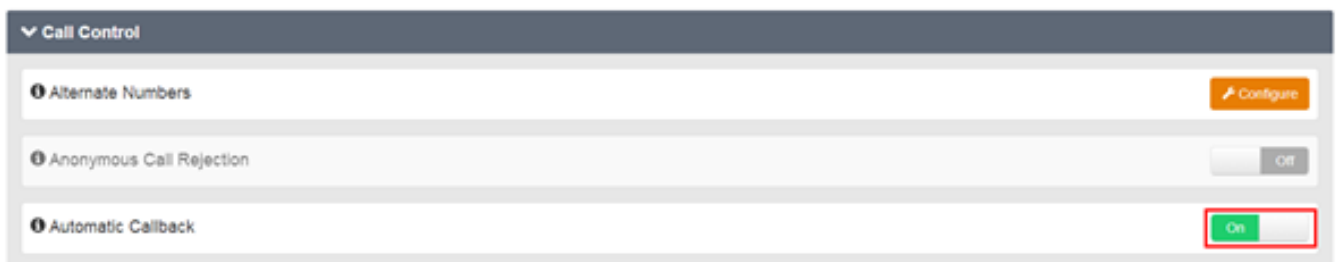 Call Control
Alternate Numbers
Configure
Anonymous Call Rejection
Off
Automatic Callback
On